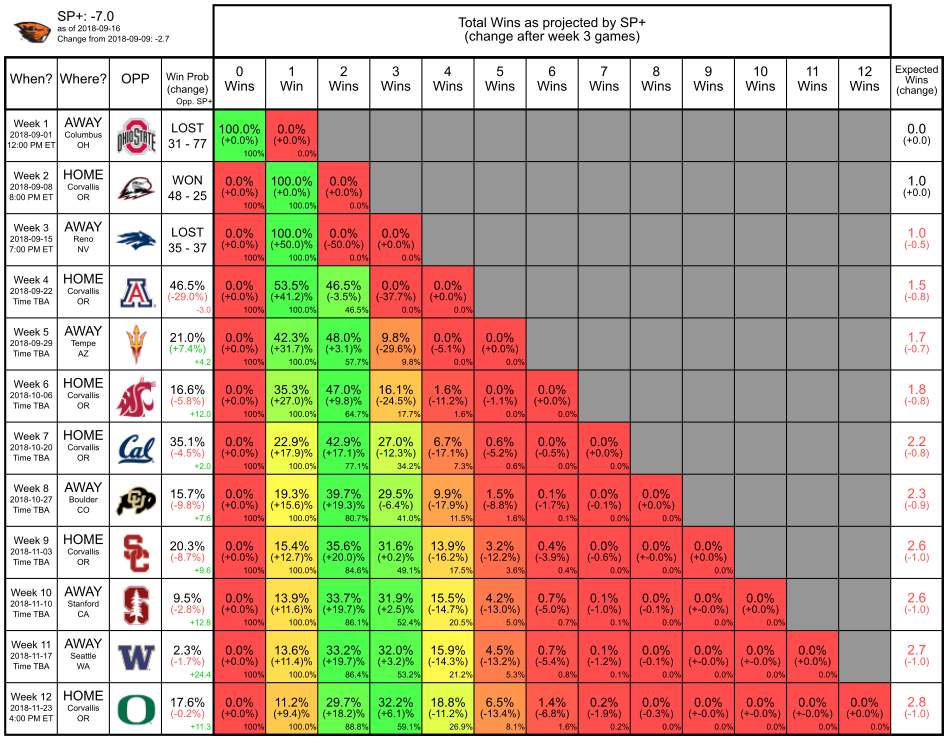 SP+: -7.0
as of 2018-09-16
Change from 2018-09-09: -2.7
Total Wins as projected by SP+
(change after week 3 games)
When? Where? OPP Win Prob (change) Opp. SP+ 0 Wins 1 Win 2 Wins 3 Wins 4 Wins 5 Wins 6 Wins 7 Wins 8 Wins 9 Wins 10 Wins 11 Wins 12 Wins Expected Wins (change)
Week 1 AWAY OHIO STATE LOST 100.0% 0.0% 0.0
2018-09-01 Columbus 31 - 77 (+0.0%) (+0.0%) (+0.0)
12:00 PM ET OH 100% 0.0%
Week 2 HOME WON 0.0% 100.0% 0.0% 1.0
2018-09-08 Corvallis 48 - 25 (+0.0%) (+0.0%) (+0.0%) (+0.0)
8:00 PM ET OR 100% 100.0% 0.0%
Week 3 AWAY LOST 0.0% 100.0% 0.0% 0.0% 1.0
2018-09-15 Reno 35 - 37 (+0.0%) (+50.0)% (-50.0%) (+0.0%) (-0.5)
7:00 PM ET NV 100% 100.0% 0.0% 0.0%
Week 4 HOME A 46.5% 0.0% 53.5% 46.5% 0.0% 0.0% 1.5
2018-09-22 Corvallis (-29.0%) (+0.0%) (+41.2)% (-3.5%) (-37.7%) (+0.0%) (-0.8)
Time TBA OR -3.0 100% 100.0% 46.5% 0.0% 0.0%
Week 5 AWAY 21.0% 0.0% 42.3% 48.0% 9.8% 0.0% 0.0% 1.7
2018-09-29 Tempe (+7.4%) (+0.0%) (+31.7)% (+3.1%) (-29.6%) (-5.1%) (+0.0%) (-0.7)
Time TBA AZ +4.2 100% 100.0% 57.7% 9.8% 0.0% 0.0%
Week 6 HOME 16.6% 0.0% 35.3% 47.0% 16.1% 1.6% 0.0% 0.0% 1.8
2018-10-06 Corvallis (-5.8%) (+0.0%) (+27.0)% (+9.8%) (-24.5%) (-11.2%) (-1.1%) (+0.0%) (-0.8)
Time TBA OR +12.0 100% 100.0% 64.7% 17.7% 1.6% 0.0% 0.0%
Week 7 HOME Cal 35.1% 0.0% 22.9% 42.9% 27.0% 6.7% 0.6% 0.0% 0.0% 2.2
2018-10-20 Corvallis (-4.5%) (+0.0%) (+17.9)% (+17.1%) (-12.3%) (-17.1%) (-5.2%) (-0.5%) (+0.0%) (-0.8)
Time TBA OR +2.0 100% 100.0% 77.1% 34.2% 7.3% 0.6% 0.0% 0.0%
Week 8 AWAY CU 15.7% 0.0% 19.3% 39.7% 29.5% 9.9% 1.5% 0.1% 0.0% 0.0% 2.3
2018-10-27 Boulder (-9.8%) (+0.0%) (+15.6)% (+19.3%) (-6.4%) (-17.9%) (-8.8%) (-1.7%) (-0.1%) (+0.0%) (-0.9)
Time TBA CO +7.6 100% 100.0% 80.7% 41.0% 11.5% 1.6% 0.1% 0.0% 0.0%
Week 9 HOME SC 20.3% 0.0% 15.4% 35.6% 31.6% 13.9% 3.2% 0.4% 0.0% 0.0% 0.0% 2.6
2018-11-03 Corvallis (-8.7%) (+0.0%) (+12.7)% (+20.0%) (+0.2%) (-16.2%) (-12.2%) (-3.9%) (-0.6%) (+-0.0%) (+0.0%) (-1.0)
Time TBA OR +9.6 100% 100.0% 84.6% 49.1% 17.5% 3.6% 0.4% 0.0% 0.0% 0.0%
Week 10 AWAY S 9.5% 0.0% 13.9% 33.7% 31.9% 15.5% 4.2% 0.7% 0.1% 0.0% 0.0% 0.0% 2.6
2018-11-10 Stanford (-2.8%) (+0.0%) (+11.6)% (+19.7%) (+2.5%) (-14.7%) (-13.0%) (-5.0%) (-1.0%) (-0.1%) (+-0.0%) (+0.0%) (-1.0)
Time TBA CA +12.8 100% 100.0% 86.1% 52.4% 20.5% 5.0% 0.7% 0.1% 0.0% 0.0% 0.0%
Week 11 AWAY W 2.3% 0.0% 13.6% 33.2% 32.0% 15.9% 4.5% 0.7% 0.1% 0.0% 0.0% 0.0% 0.0% 2.7
2018-11-17 Seattle (-1.7%) (+0.0%) (+11.4)% (+19.7%) (+3.2%) (-14.3%) (-13.2%) (-5.4%) (-1.2%) (-0.1%) (+-0.0%) (+-0.0%) (+0.0%) (-1.0)
Time TBA WA +24.4 100% 100.0% 86.4% 53.2% 21.2% 5.3% 0.8% 0.1% 0.0% 0.0% 0.0% 0.0%
Week 12 HOME O 17.6% 0.0% 11.2% 29.7% 32.2% 18.8% 6.5% 1.4% 0.2% 0.0% 0.0% 0.0% 0.0% 0.0% 2.8
2018-11-23 Corvallis (-0.2%) (+0.0%) (+9.4)% (+18.2%) (+6.1%) (-11.2%) (-13.4%) (-6.8%) (-1.9%) (-0.3%) (+-0.0%) (+-0.0%) (+-0.0%) (+0.0%) (-1.0)
4:00 PM ET OR +11.3 100% 100.0% 88.8% 59.1% 26.9% 8.1% 1.6% 0.2% 0.0% 0.0% 0.0% 0.0% 0.0%